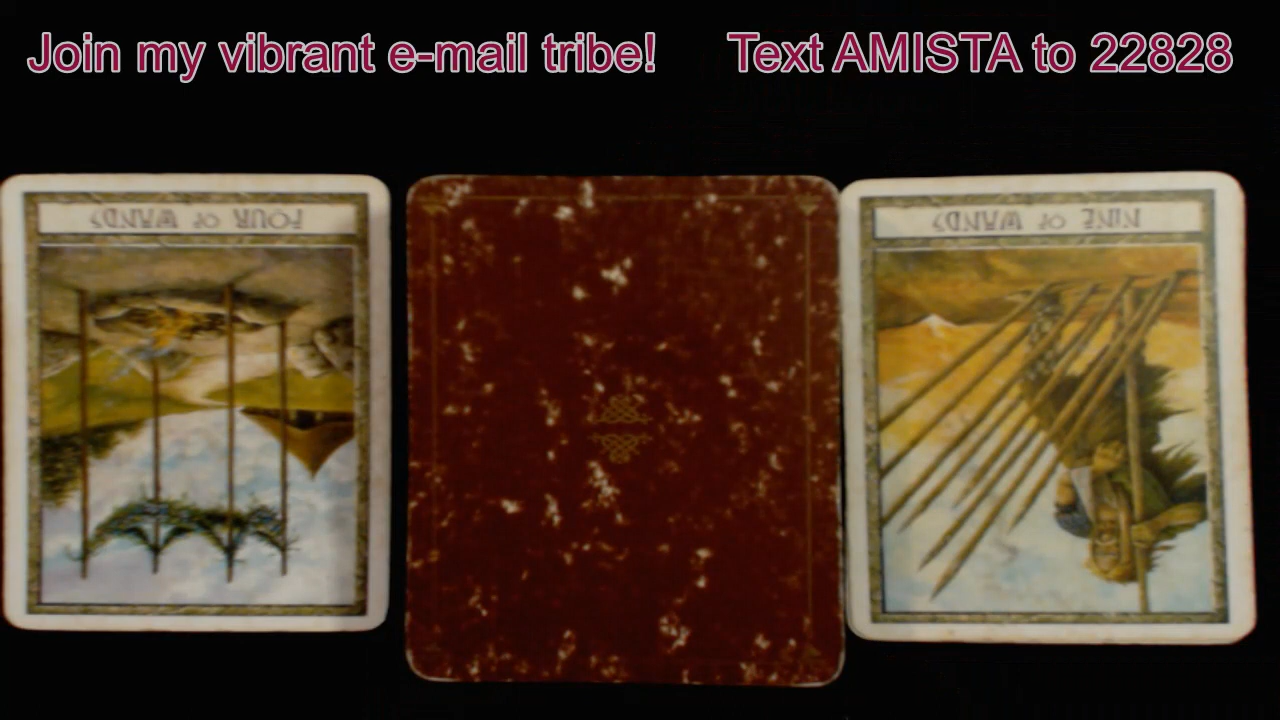 Join my vibrant e-mail tribe! Text AMISTA to 22828
FOUR OF WANDS
NINE OF WANDS